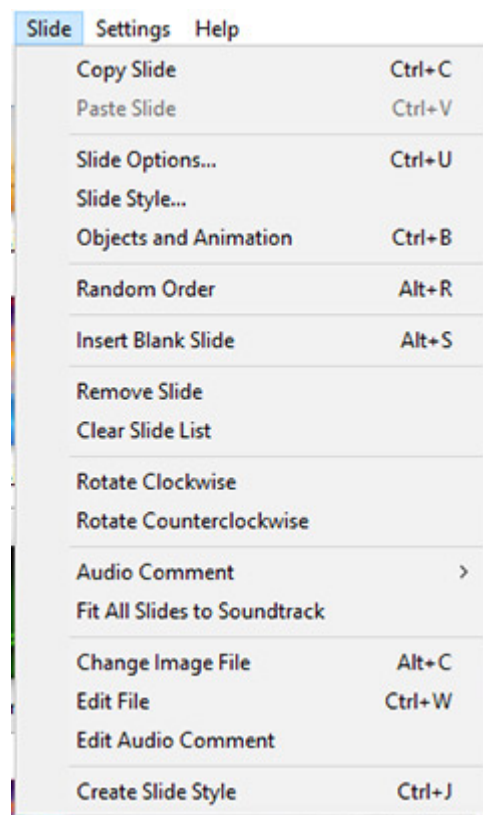 Slide Settings Help
Copy Slide Ctrl+C
Paste Slide Ctrl+V
Slide Options... Ctrl+U
Slide Style...
Objects and Animation Ctrl+B
Random Order Alt+R
Insert Blank Slide Alt+S
Remove Slide
Clear Slide List
Rotate Clockwise
Rotate Counterclockwise
Audio Comment >
Fit All Slides to Soundtrack
Change Image File Alt+C
Edit File Ctrl+W
Edit Audio Comment
Create Slide Style Ctrl+J